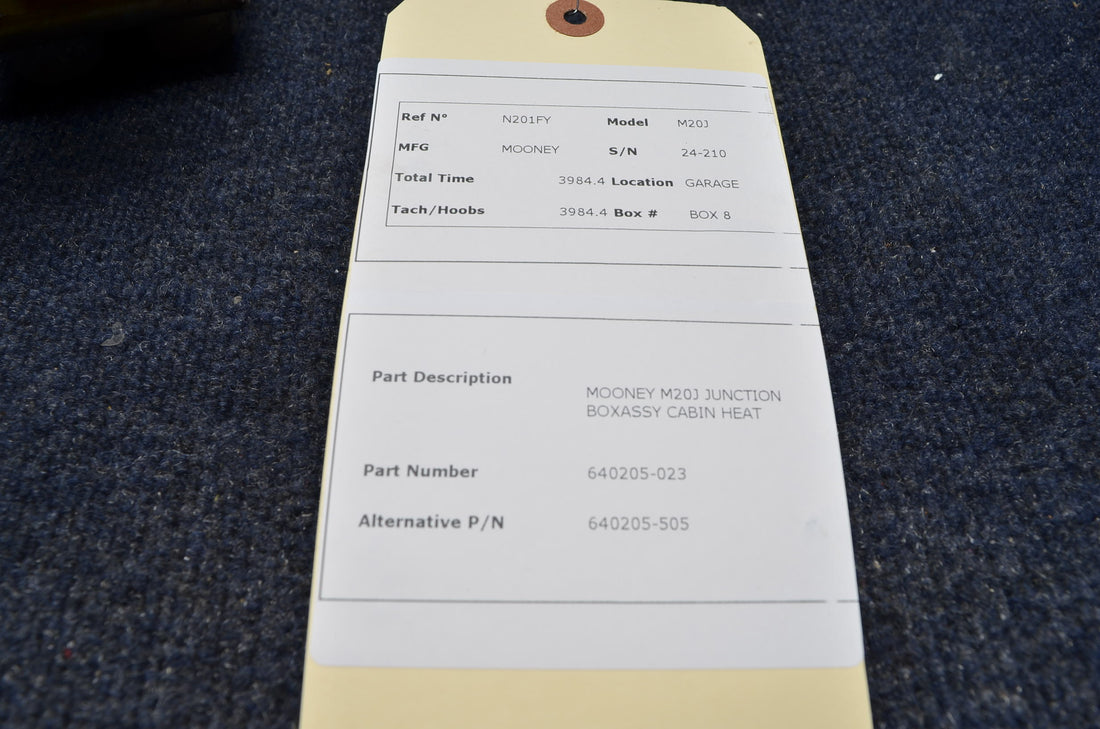 Ref N° N201FY Model M20J
MFG MOONEY S/N 24-210
Total Time 3984.4 Location GARAGE
Tach/Hoobs 3984.4 Box # BOX 8
Part Description
MOONEY M20J JUNCTION
BOXASSY CABIN HEAT
Part Number 640205-023
Alternative P/N 640205-505